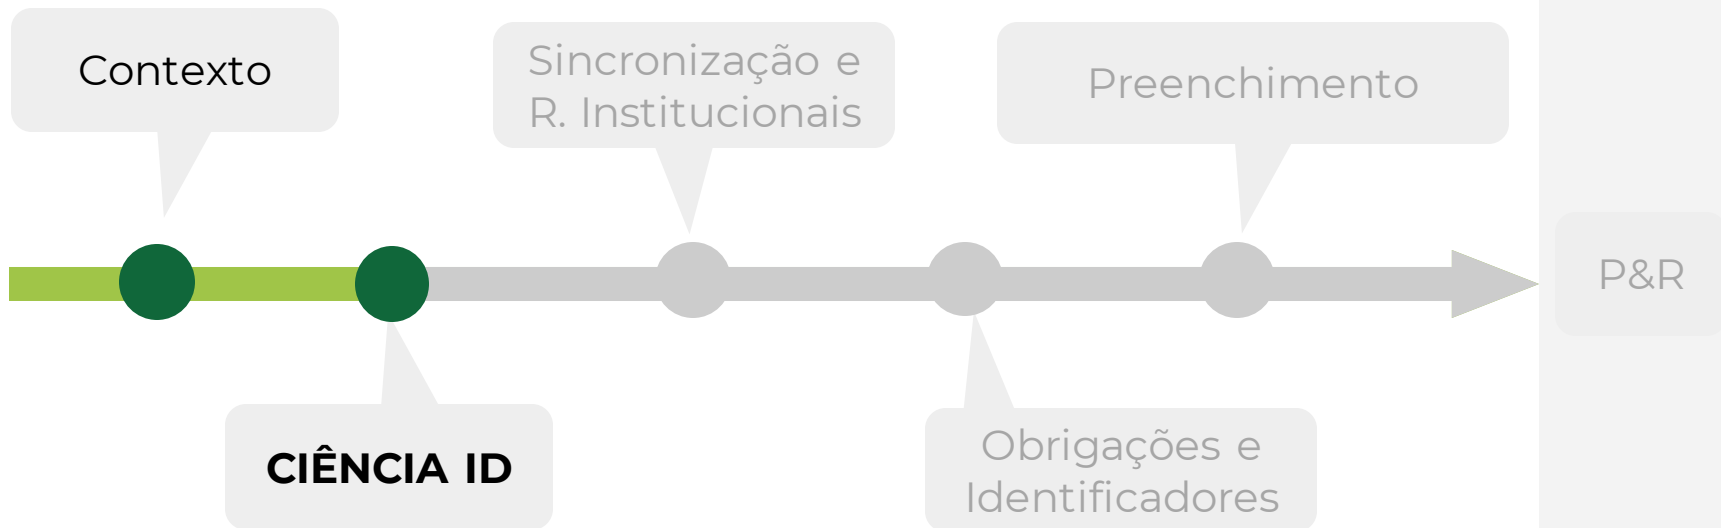 Contexto
Sincronização e
R. Institucionais
Preenchimento
P&R
CIÊNCIA ID
Obrigações e
Identificadores